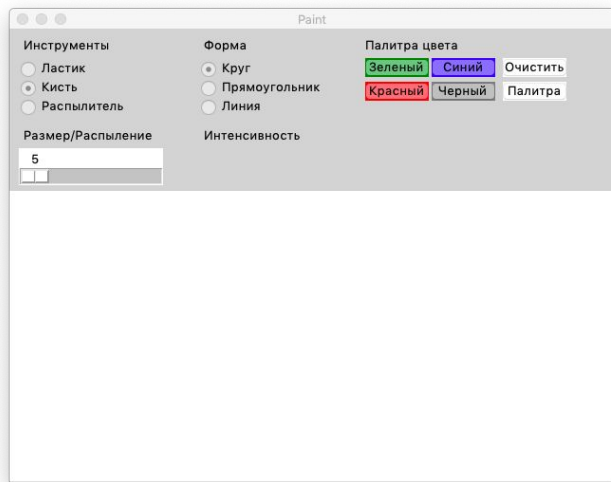 Paint
Инструменты
Ластик
Кисть
Распылитель
Размер/Распыление
5
Форма
Круг
Прямоугольник
Линия
Интенсивность
Палитра цвета
Зеленый Синий Очистить
Красный Черный Палитра